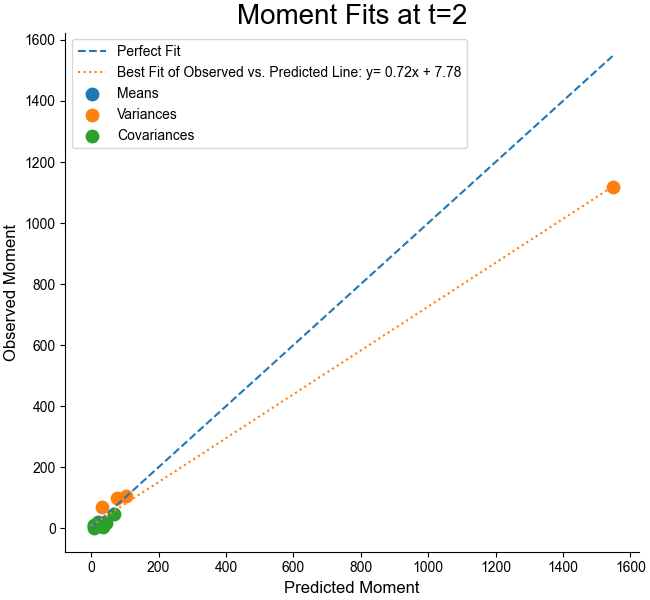 Moment Fits at t=2
1600
1400
1200
1000
800
600
400
200
0
Observed Moment
Perfect Fit
Best Fit of Observed vs. Predicted Line: y= 0.72x + 7.78
Means
Variances
Covariances
0 200 400 600 800 1000 1200 1400 1600
Predicted Moment